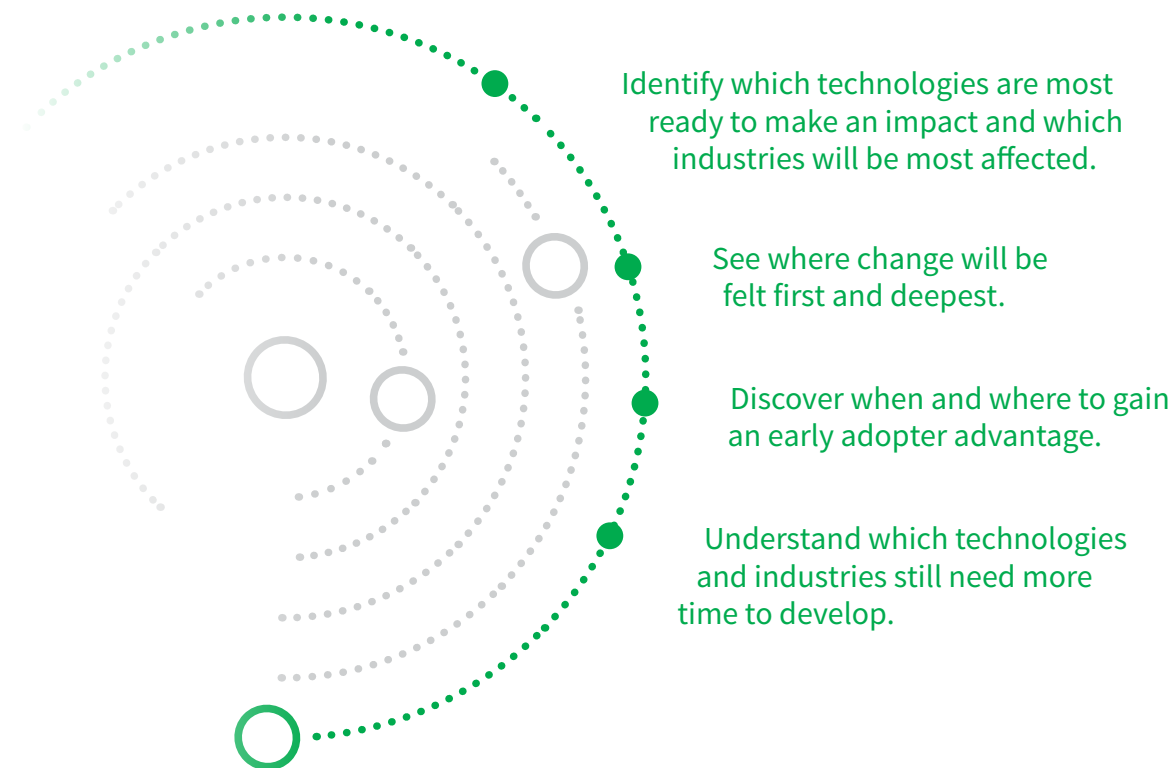 Identify which technologies are most
ready to make an impact and which
industries will be most affected.
See where change will be
felt first and deepest.
Discover when and where to gain
an early adopter advantage.
Understand which technologies
and industries still need more
time to develop.